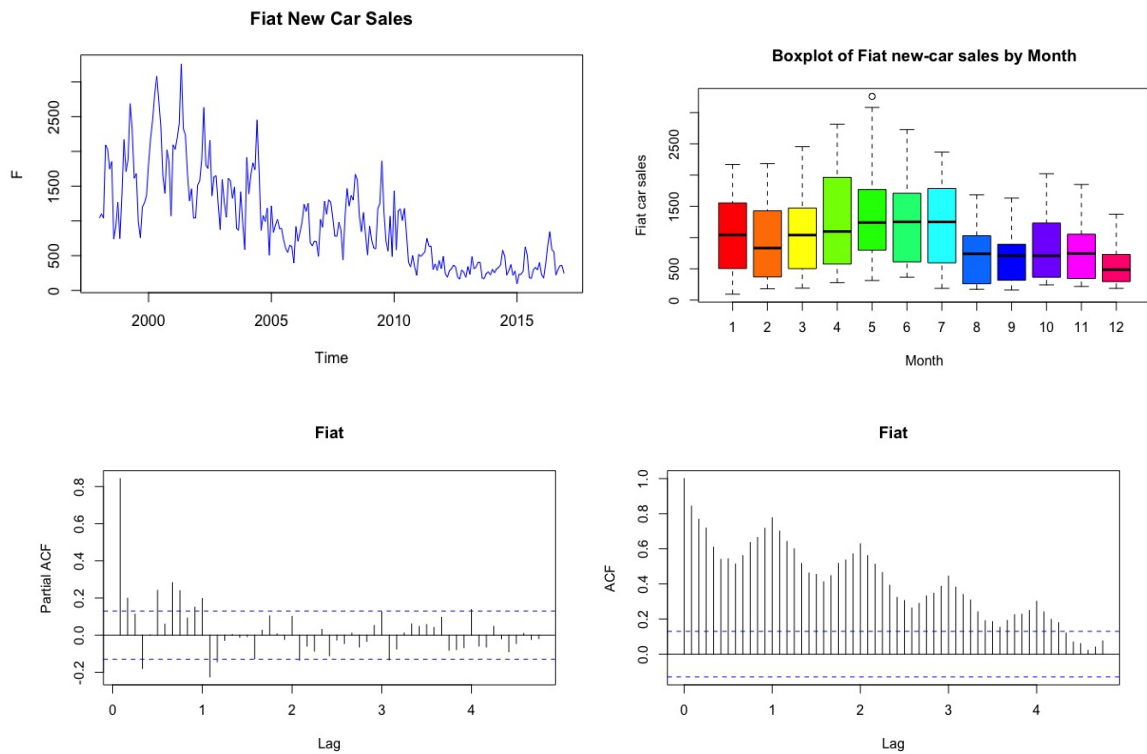 Fiat New Car Sales
F
2500
1500
500
0
2000 2005 2010 2015
Time
Boxplot of Fiat new-car sales by Month
Fiat car sales
2500
1500
500
0
1 2 3 4 5 6 7 8 9 10 11 12
Month
Fiat
Partial ACF
0.8
0.6
0.4
0.2
0.0
-0.2
0 1 2 3 4
Lag
Fiat
ACF
1.0
0.8
0.6
0.4
0.2
0.0
0 1 2 3 4
Lag